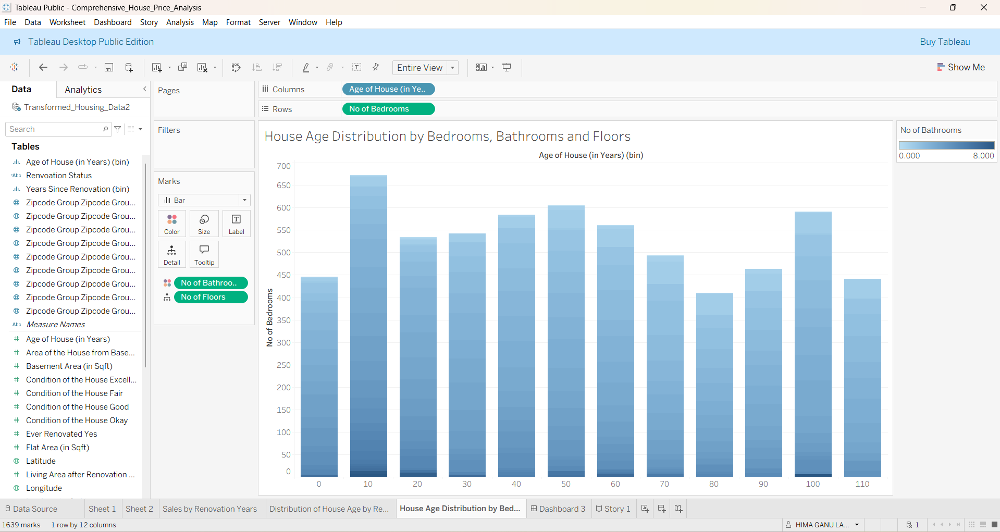 Tableau Public - Comprehensive_House_Price_Analysis
File Data Worksheet Dashboard Story Analysis Map Format Server Window Help
Tableau Desktop Public Edition
Buy Tableau
Entire View
Show Me
Data
Analytics
Transformed_Housing_Data2
Search
Tables
Age of House (in Years) (bin)
=Abc Renvoation Status
Years Since Renovation (bin)
Zipcode Group Zipcode Grou...
Zipcode Group Zipcode Grou...
Zipcode Group Zipcode Grou...
Zipcode Group Zipcode Grou...
Zipcode Group Zipcode Grou...
Zipcode Group Zipcode Grou...
Zipcode Group Zipcode Grou...
Zipcode Group Zipcode Grou...
Zipcode Group Zipcode Grou...
Abc Measure Names
# Age of House (in Years)
# Area of the House from Base...
# Basement Area (in Sqft)
# Condition of the House Excell...
# Condition of the House Fair
# Condition of the House Good
# Condition of the House Okay
# Ever Renovated Yes
# Flat Area (in Sqft)
Latitude
# Living Area after Renovation ...
Longitude
Pages
Filters
Marks
Bar
Color
Size
T
Label
Detail
Tooltip
No of Bathroo..
No of Floors
Columns
Age of House (in Ye..
Rows
No of Bedrooms
House Age Distribution by Bedrooms, Bathrooms and Floors
Age of House (in Years) (bin)
700
650
600
550
500
450
400
350
300
250
200
150
100
50
0
No of Bedrooms
0 10 20 30 40 50 60 70 80 90 100 110
No of Bathrooms
0.000 8.000
Data Source
Sheet 1
Sheet 2
Sales by Renovation Years
Distribution of House Age by Re...
House Age Distribution by Bed...
Dashboard 3
Story 1
1639 marks 1 row by 12 columns
HIMA GANU LA...
1